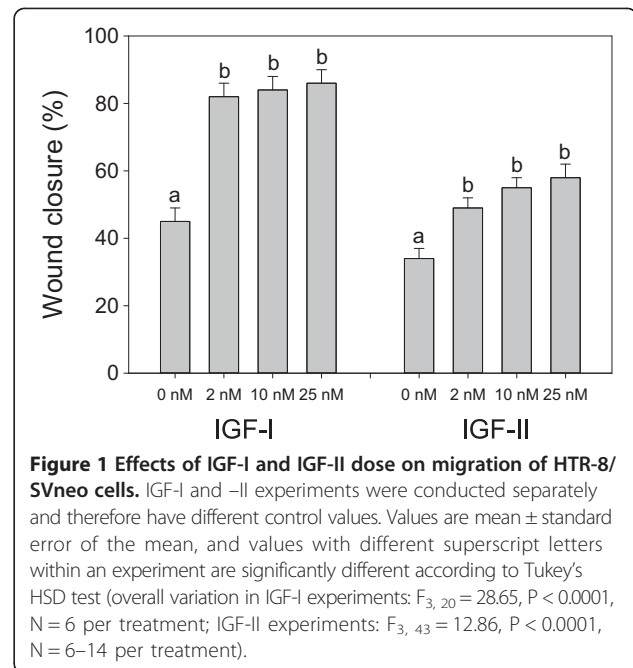 100
80
60
40
20
0
Wound closure (%)
a b b b a b b b
0 nM 2 nM 10 nM 25 nM 0 nM 2 nM 10 nM 25 nM
IGF-I IGF-II
Figure 1 Effects of IGF-I and IGF-II dose on migration of HTR-8/
SVneo cells. IGF-I and –II experiments were conducted separately
and therefore have different control values. Values are mean ± standard
error of the mean, and values with different superscript letters
within an experiment are significantly different according to Tukey's
HSD test (overall variation in IGF-I experiments: F3, 20 = 28.65, P < 0.0001,
N = 6 per treatment; IGF-II experiments: F3, 43 = 12.86, P < 0.0001,
N = 6–14 per treatment).